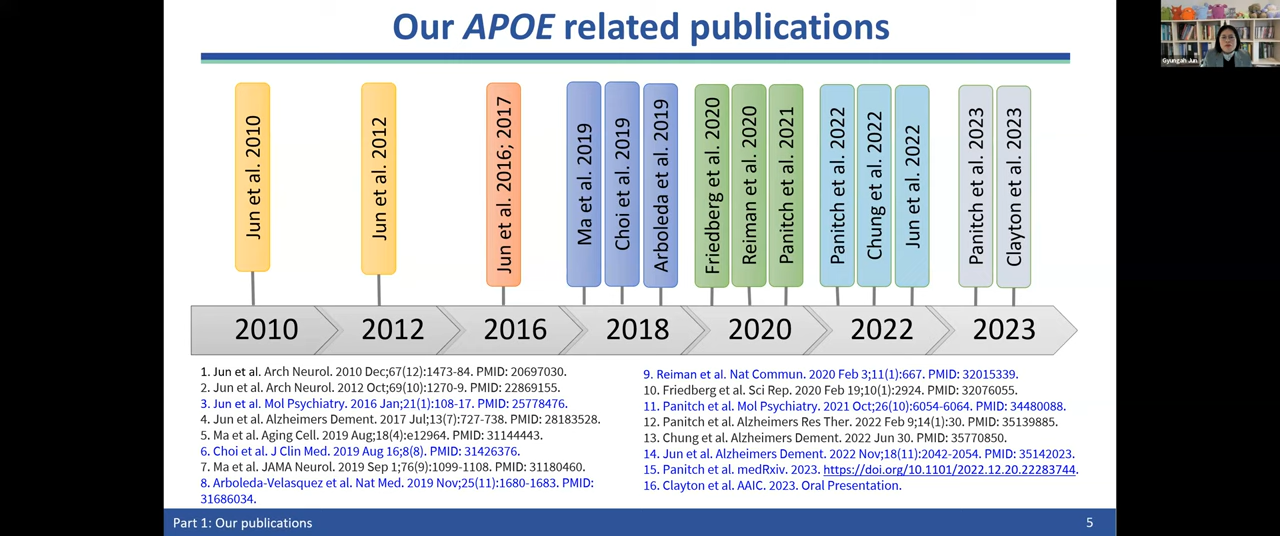 Our APOE related publications
Gyungah Jun
Jun et al. 2010
Jun et al. 2012
Jun et al. 2016; 2017
Ma et al. 2019
Choi et al. 2019
Arboleda et al. 2019
Friedberg et al. 2020
Reiman et al. 2020
Panitch et al. 2021
Panitch et al. 2022
Chung et al. 2022
Jun et al. 2022
Panitch et al. 2023
Clayton et al. 2023
2010
2012
2016
2018
2020
2022
2023
1. Jun et al. Arch Neurol. 2010 Dec;67(12):1473-84. PMID: 20697030.
2. Jun et al. Arch Neurol. 2012 Oct;69(10):1270-9. PMID: 22869155.
3. Jun et al. Mol Psychiatry. 2016 Jan;21(1):108-17. PMID: 25778476.
4. Jun et al. Alzheimers Dement. 2017 Jul;13(7):727-738. PMID: 28183528.
5. Ma et al. Aging Cell. 2019 Aug;18(4):e12964. PMID: 31144443.
6. Choi et al. J Clin Med. 2019 Aug 16;8(8). PMID: 31426376.
7. Ma et al. JAMA Neurol. 2019 Sep 1;76(9):1099-1108. PMID: 31180460.
8. Arboleda-Velasquez et al. Nat Med. 2019 Nov;25(11):1680-1683. PMID:
31686034.
9. Reiman et al. Nat Commun. 2020 Feb 3;11(1):667. PMID: 32015339.
10. Friedberg et al. Sci Rep. 2020 Feb 19;10(1):2924. PMID: 32076055.
11. Panitch et al. Mol Psychiatry. 2021 Oct;26(10):6054-6064. PMID: 34480088.
12. Panitch et al. Alzheimers Res Ther. 2022 Feb 9;14(1):30. PMID: 35139885.
13. Chung et al. Alzheimers Dement. 2022 Jun 30. PMID: 35770850.
14. Jun et al. Alzheimers Dement. 2022 Nov;18(11):2042-2054. PMID: 35142023.
15. Panitch et al. medRxiv. 2023. https://doi.org/10.1101/2022.12.20.22283744.
16. Clayton et al. AAIC. 2023. Oral Presentation.
Part 1: Our publications
5